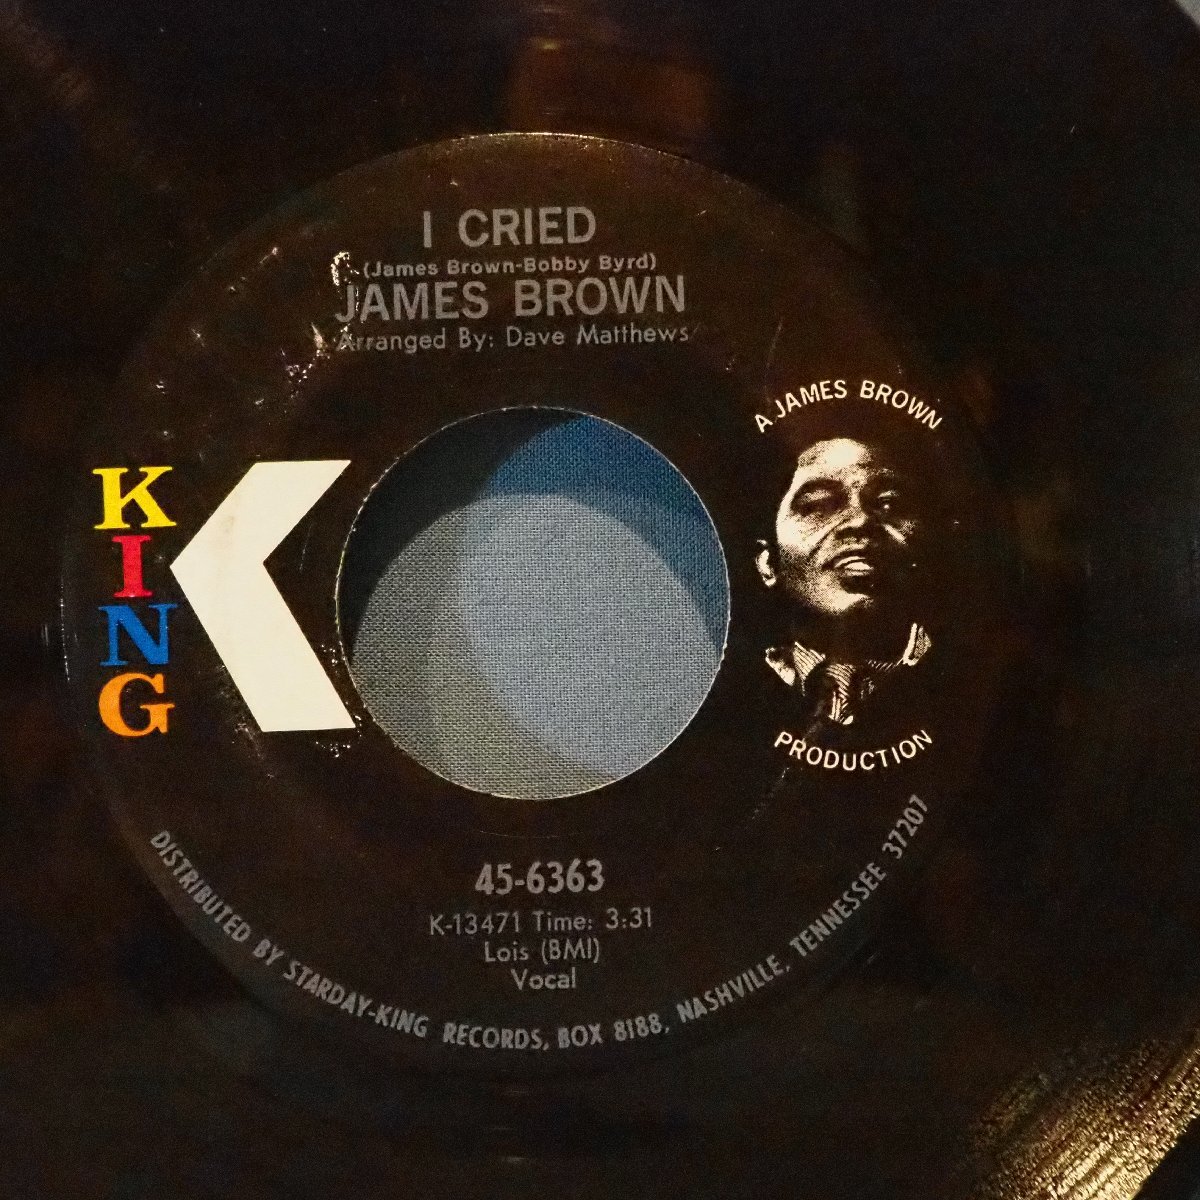 I CRIED
(James Brown-Bobby Byrd)
JAMES BROWN
Arranged By: Dave Matthews
KING
A JAMES BROWN
PRODUCTION
45-6363
K-13471 Time: 3:31
Lois (BMI)
Vocal
DISTRIBUTED BY STARDAY-KING RECORDS, BOX 8188, NASHVILLE, TENNESSEE 37207